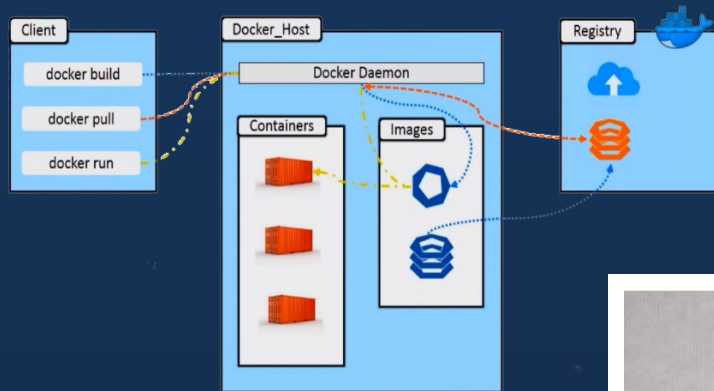 Client
docker build
docker pull
docker run
Docker_Host
Docker Daemon
Containers
Images
Registry